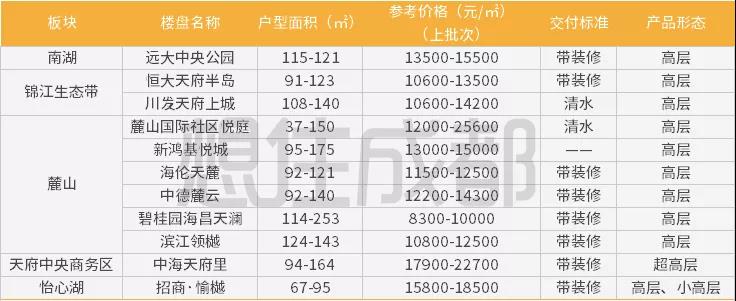 板块 楼盘名称 户型面积（㎡） 参考价格（元/㎡）（上批次） 交付标准 产品形态
南湖 远大中央公园 115-121 13500-15500 带装修 高层
锦江生态带 恒大天府半岛 91-123 10600-13500 带装修 高层
川发天府上城 108-140 10600-14200 清水 高层
麓山 麓山国际社区悦庭 37-150 12000-25600 清水 高层
新鸿基悦城 95-175 13000-15000 —— 高层
海伦天麓 92-121 11500-12500 带装修 高层
中德麓云 92-140 12200-14300 带装修 高层
碧桂园海昌天澜 114-253 8300-10000 带装修 高层
滨江领樾 124-143 10800-12500 带装修 高层
天府中央商务区 中海天府里 94-164 17900-22700 带装修 超高层
怡心湖 招商·愉樾 67-95 15800-18500 带装修 高层、小高层
想住成都